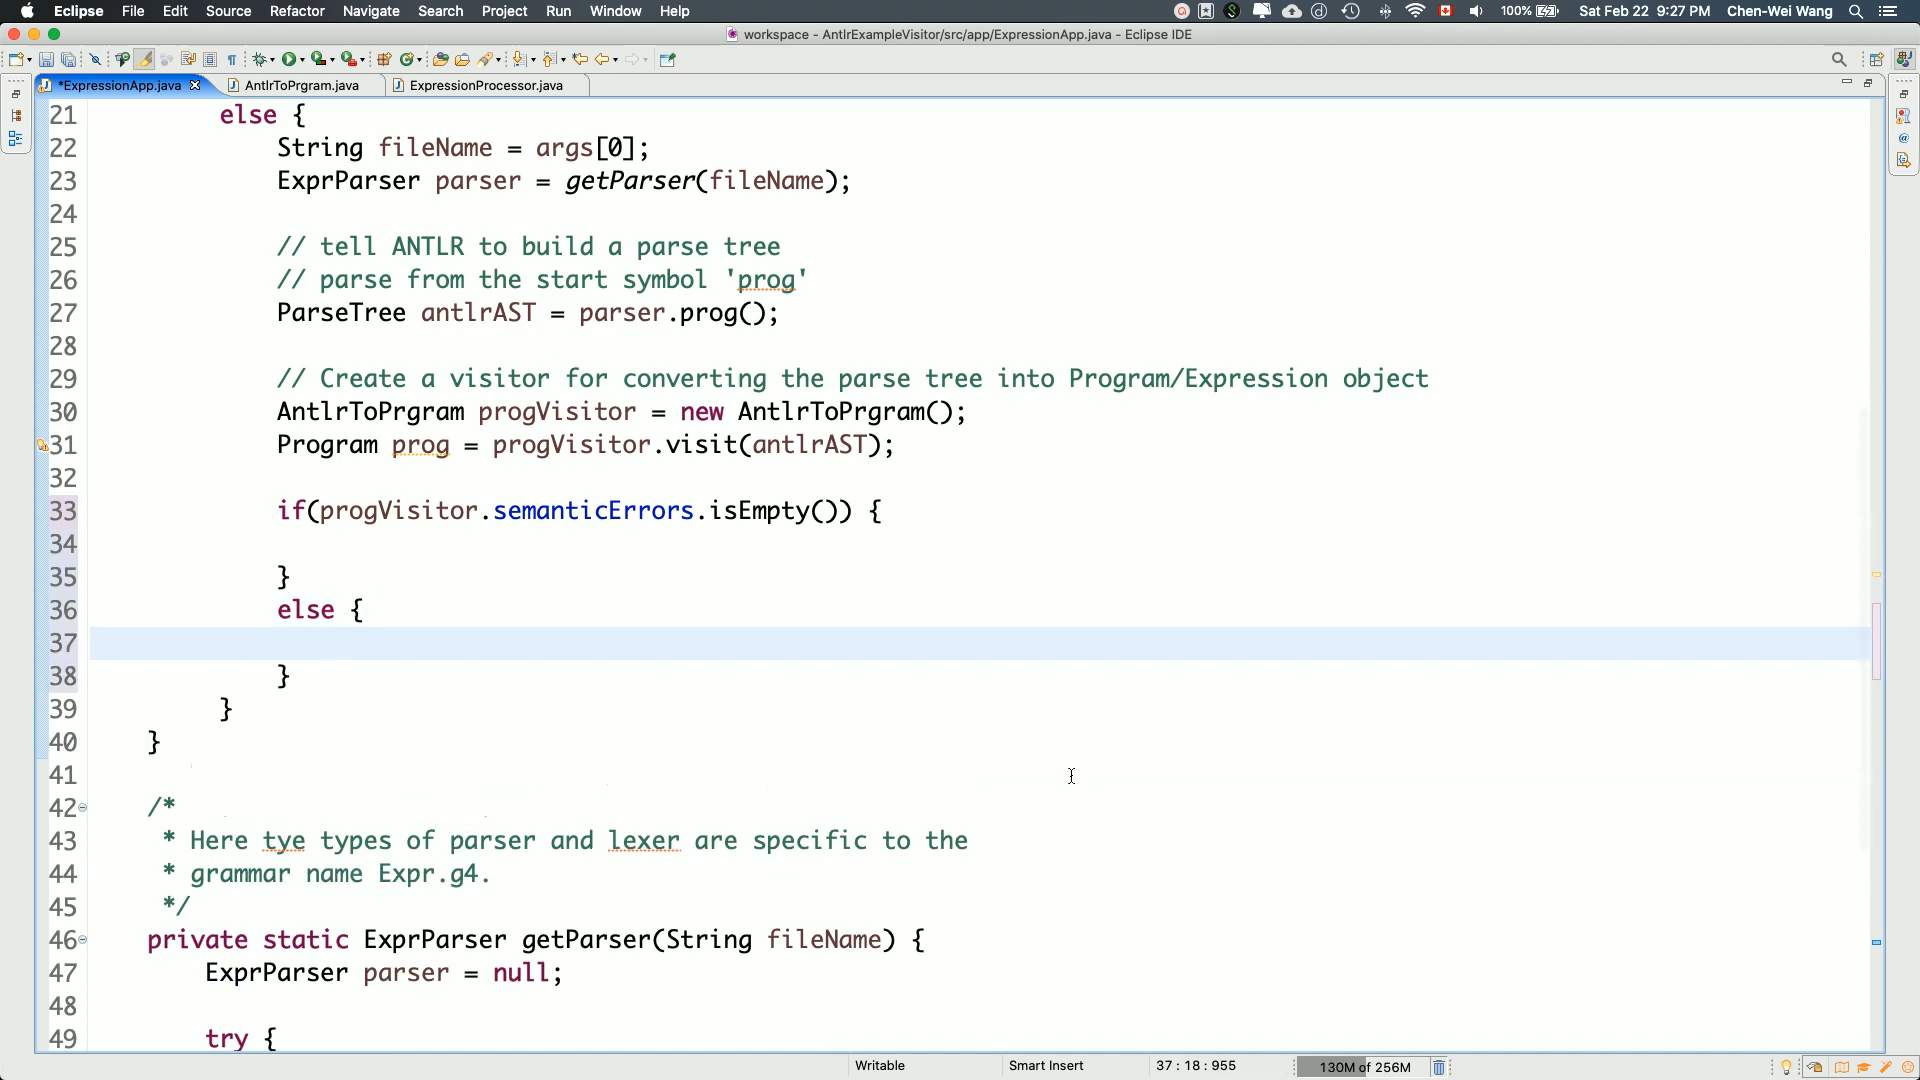 Eclipse File Edit Source Refactor Navigate Search Project Run Window Help 100% Sat Feb 22 9:27 PM Chen-Wei Wang
workspace - AntlrExampleVisitor/src/app/ExpressionApp.java - Eclipse IDE
*ExpressionApp.java AntlrToPrgram.java ExpressionProcessor.java
21 else {
22 String fileName = args[0];
23 ExprParser parser = getParser(fileName);
24
25 // tell ANTLR to build a parse tree
26 // parse from the start symbol 'prog'
27 ParseTree antlrAST = parser.prog();
28
29 // Create a visitor for converting the parse tree into Program/Expression object
30 AntlrToPrgram progVisitor = new AntlrToPrgram();
31 Program prog = progVisitor.visit(antlrAST);
32
33 if(progVisitor.semanticErrors.isEmpty()) {
34
35 }
36 else {
37
38 }
39 }
40 }
41
42 /*
43 * Here tye types of parser and lexer are specific to the
44 * grammar name Expr.g4.
45 */
46 private static ExprParser getParser(String fileName) {
47 ExprParser parser = null;
48
49 try {
Writable Smart Insert 37 : 18 : 955 130M of 256M